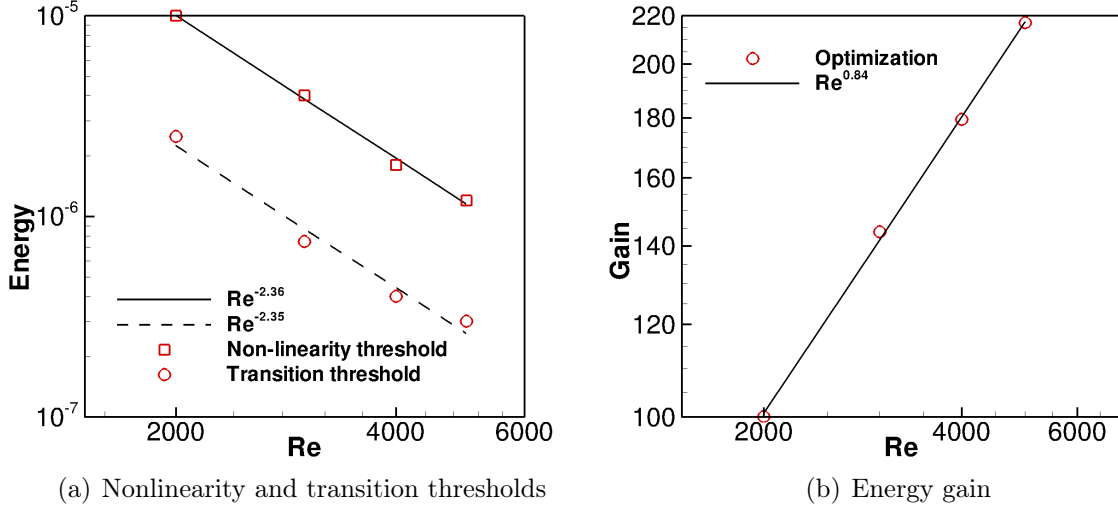 10^-5
10^-6
10^-7
Energy
Re^-2.36
Re^-2.35
Non-linearity threshold
Transition threshold
2000
4000
6000
Re
(a) Nonlinearity and transition thresholds
220
200
180
160
140
120
100
Gain
Optimization
Re^0.84
2000
4000
6000
Re
(b) Energy gain